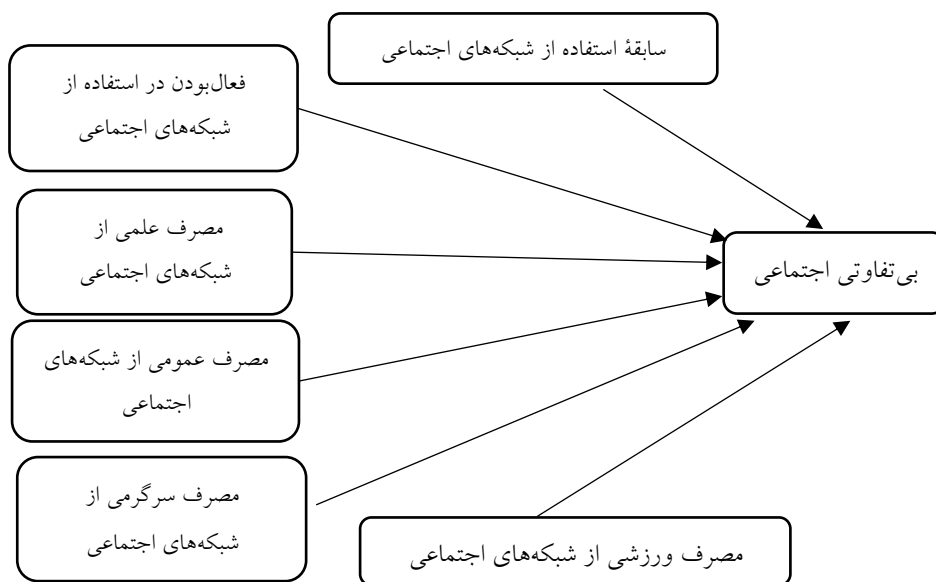 سابقهٔ استفاده از شبکه‌های اجتماعی
فعال‌بودن در استفاده از
شبکه‌های اجتماعی
مصرف علمی از
شبکه‌های اجتماعی
بی‌تفاوتی اجتماعی
مصرف عمومی از شبکه‌های
اجتماعی
مصرف سرگرمی از
شبکه‌های اجتماعی
مصرف ورزشی از شبکه‌های اجتماعی